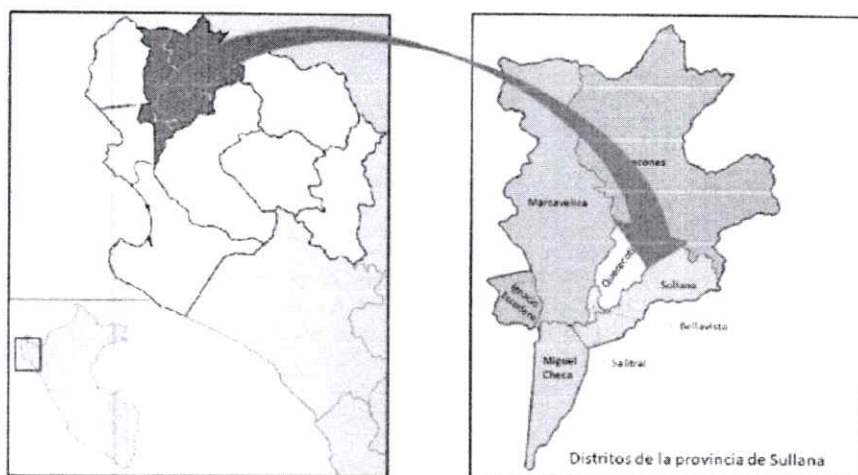 Marcavelica
Sullana
Bellavista
Salitral
Miguel
Checa
Distritos de la provincia de Sullana